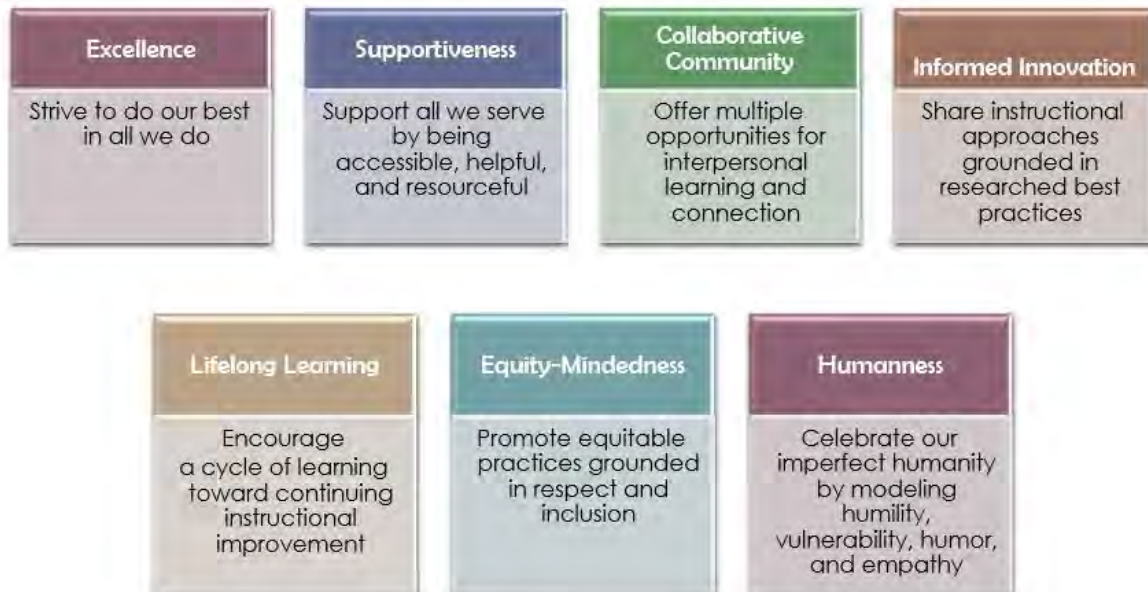 Excellence
Strive to do our best
in all we do
Supportiveness
Support all we serve
by being
accessible, helpful,
and resourceful
Collaborative
Community
Offer multiple
opportunities for
interpersonal
learning and
connection
Informed Innovation
Share instructional
approaches
grounded in
researched best
practices
Lifelong Learning
Encourage
a cycle of learning
toward continuing
instructional
improvement
Equity-Mindedness
Promote equitable
practices grounded
in respect and
inclusion
Humanness
Celebrate our
imperfect humanity
by modeling
humility,
vulnerability, humor,
and empathy